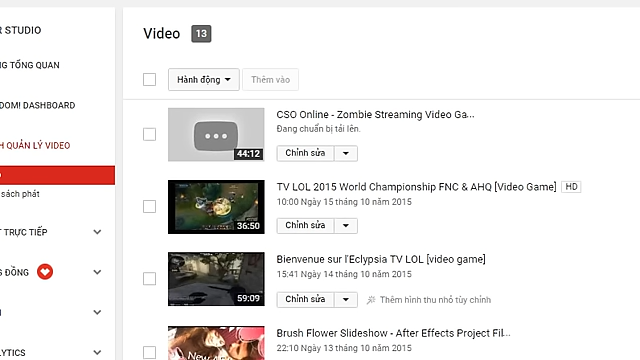 R STUDIO
NG TỔNG QUAN
DOM! DASHBOARD
H QUẢN LÝ VIDEO
O
sách phát
T TRỰC TIẾP
G ĐỒNG
LYTICS
Video 13
Hành động Thêm vào
CSO Online - Zombie Streaming Video Ga...
Đang chuẩn bị tải lên.
44:12
Chỉnh sửa
TV LOL 2015 World Championship FNC & AHQ [Video Game] HD
10:00 Ngày 15 tháng 10 năm 2015
36:50
Chỉnh sửa
Bienvenue sur l'Eclypsia TV LOL [video game]
15:41 Ngày 14 tháng 10 năm 2015
59:09
Chỉnh sửa Thêm hình thu nhỏ tùy chỉnh
Brush Flower Slideshow - After Effects Project Fil...
22:10 Ngày 13 tháng 10 năm 2015
New